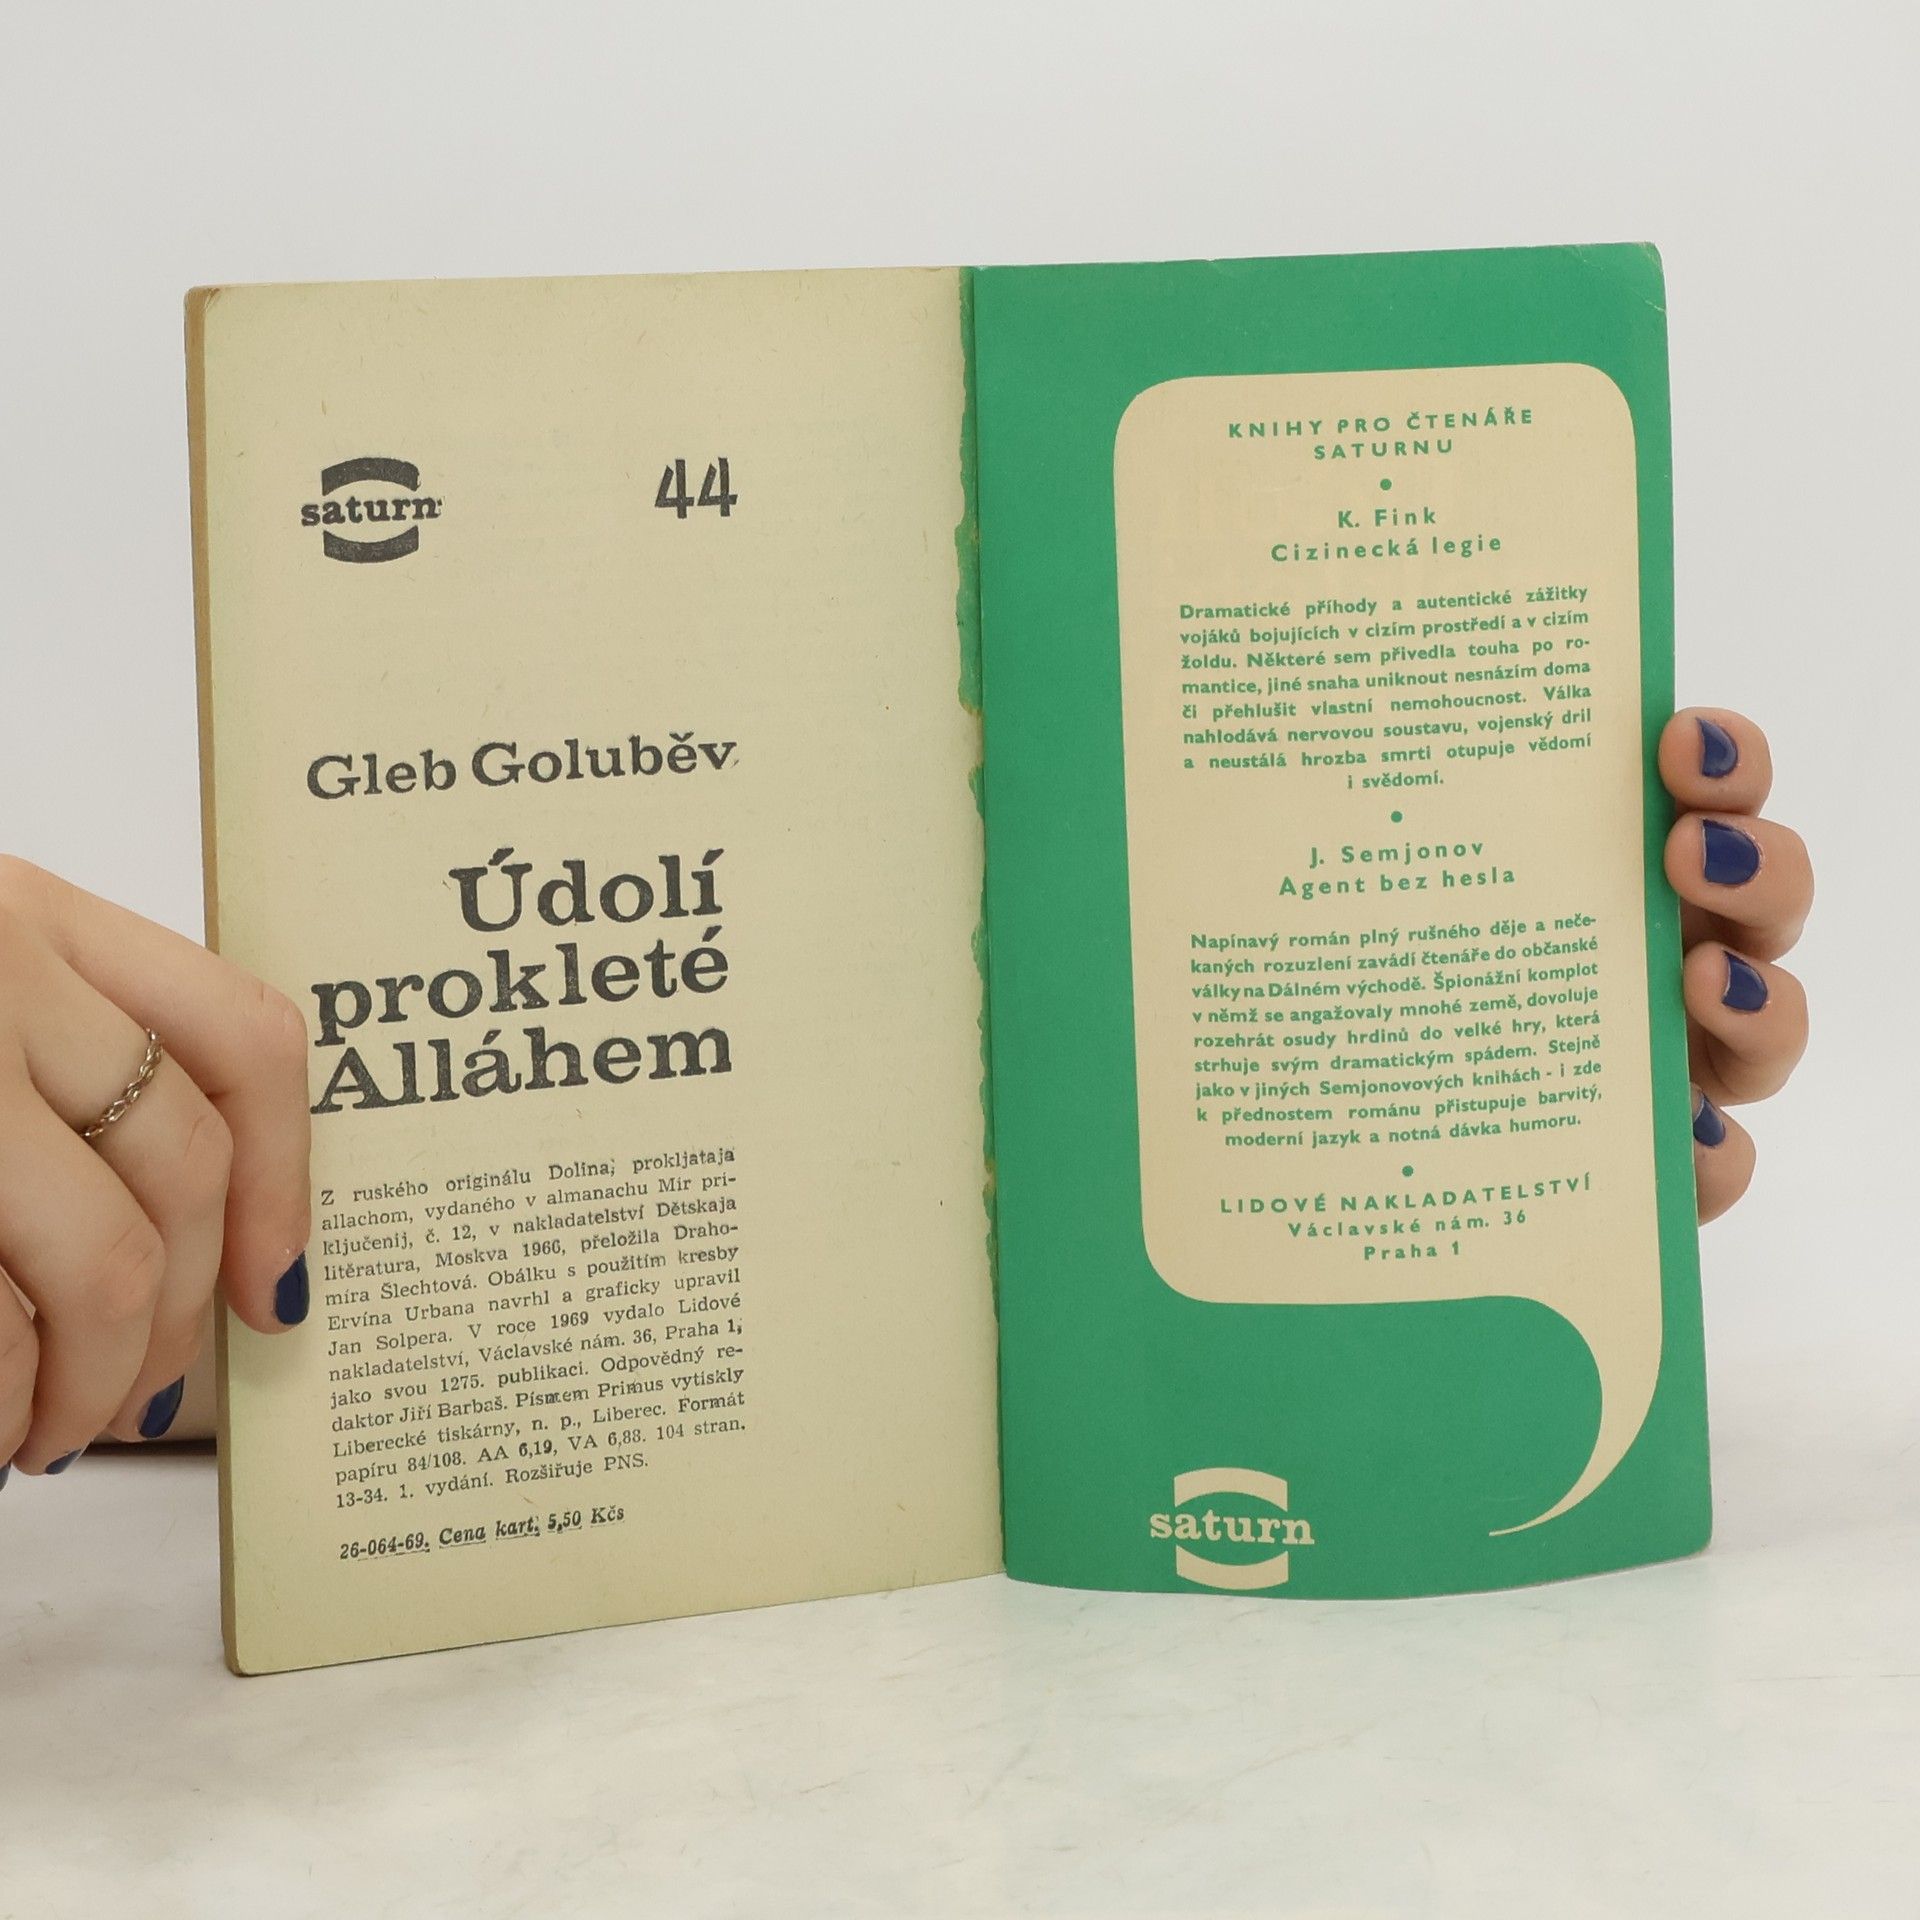 saturn
44
Gleb Goluběv
Údolí
prokleté
Alláhem
Z ruského originálu Dolina, prokljataja
allachom, vydaného v almanachu Mir pri-
ključenij, č. 12, v nakladatelství Dětskaja
litěratura, Moskva 1966, přeložila Draho-
míra Šlechtová. Obálku s použitím kresby
Ervína Urbana navrhl a graficky upravil
Jan Solpera. V roce 1969 vydalo Lidové
nakladatelství, Václavské nám. 36, Praha 1,
jako svou 1275. publikaci. Odpovědný re-
daktor Jiří Barbaš. Písmem Primus vytiskly
Liberecké tiskárny, n. p., Liberec. Formát
papíru 84/108. AA 6,19, VA 6,88. 104 stran.
13-34. 1. vydání. Rozšiřuje PNS.
26-064-69. Cena kart. 5,50 Kčs
KNIHY PRO ČTENÁŘE
SATURNU
K. Fink
Cizinecká legie
Dramatické příhody a autentické zážitky
vojáků bojujících v cizím prostředí a v cizím
žoldu. Některé sem přivedla touha po ro-
mantice, jiné snaha uniknout nesnázím doma
či přehlušit vlastní nemohoucnost. Válka
nahlodává nervovou soustavu, vojenský dril
a neustálá hrozba smrti otupuje vědomí
i svědomí.
J. Semjonov
Agent bez hesla
Napínavý román plný rušného děje a neče-
kaných rozuzlení zavádí čtenáře do občanské
války na Dálném východě. Špionážní komplot
v němž se angažovaly mnohé země, dovoluje
rozehrát osudy hrdinů do velké hry, která
strhuje svým dramatickým spádem. Stejně
jako v jiných Semjonovových knihách - i zde
k přednostem románu přistupuje barvitý,
moderní jazyk a notná dávka humoru.
LIDOVÉ NAKLADATELSTVÍ
Václavské nám. 36
Praha 1
saturn